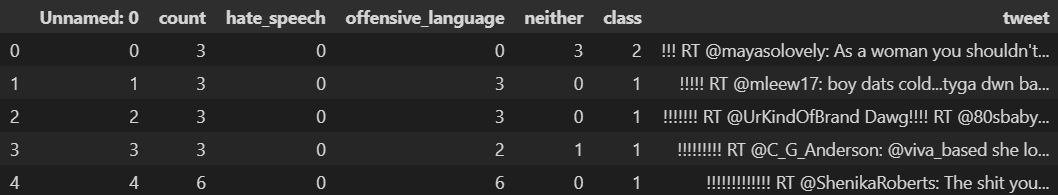 Unnamed: 0 count hate_speech offensive_language neither class tweet
0 0 3 0 0 3 2 !!! RT @mayasolovely: As a woman you shouldn't...
1 1 3 0 3 0 1 !!!!! RT @mleew17: boy dats cold...tyga dwn ba...
2 2 3 0 3 0 1 !!!!!!! RT @UrKindOfBrand Dawg!!!! RT @80sbaby...
3 3 3 0 2 1 1 !!!!!!!!! RT @C_G_Anderson: @viva_based she lo...
4 4 6 0 6 0 1 !!!!!!!!!!!!! RT @ShenikaRoberts: The shit you...